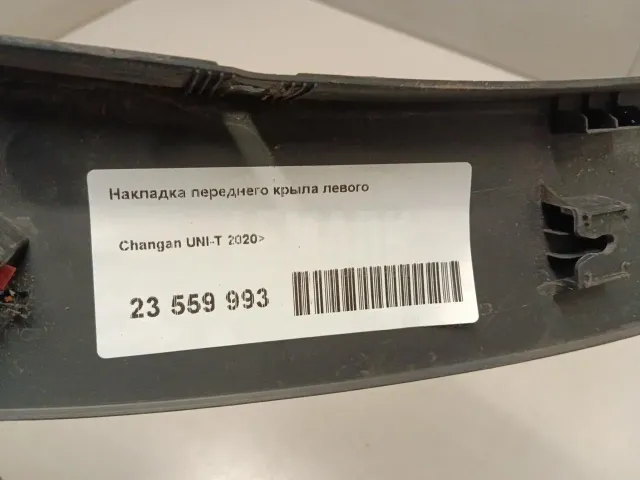 Накладка переднего крыла левого
Changan UNI-T 2020>
23 559 993